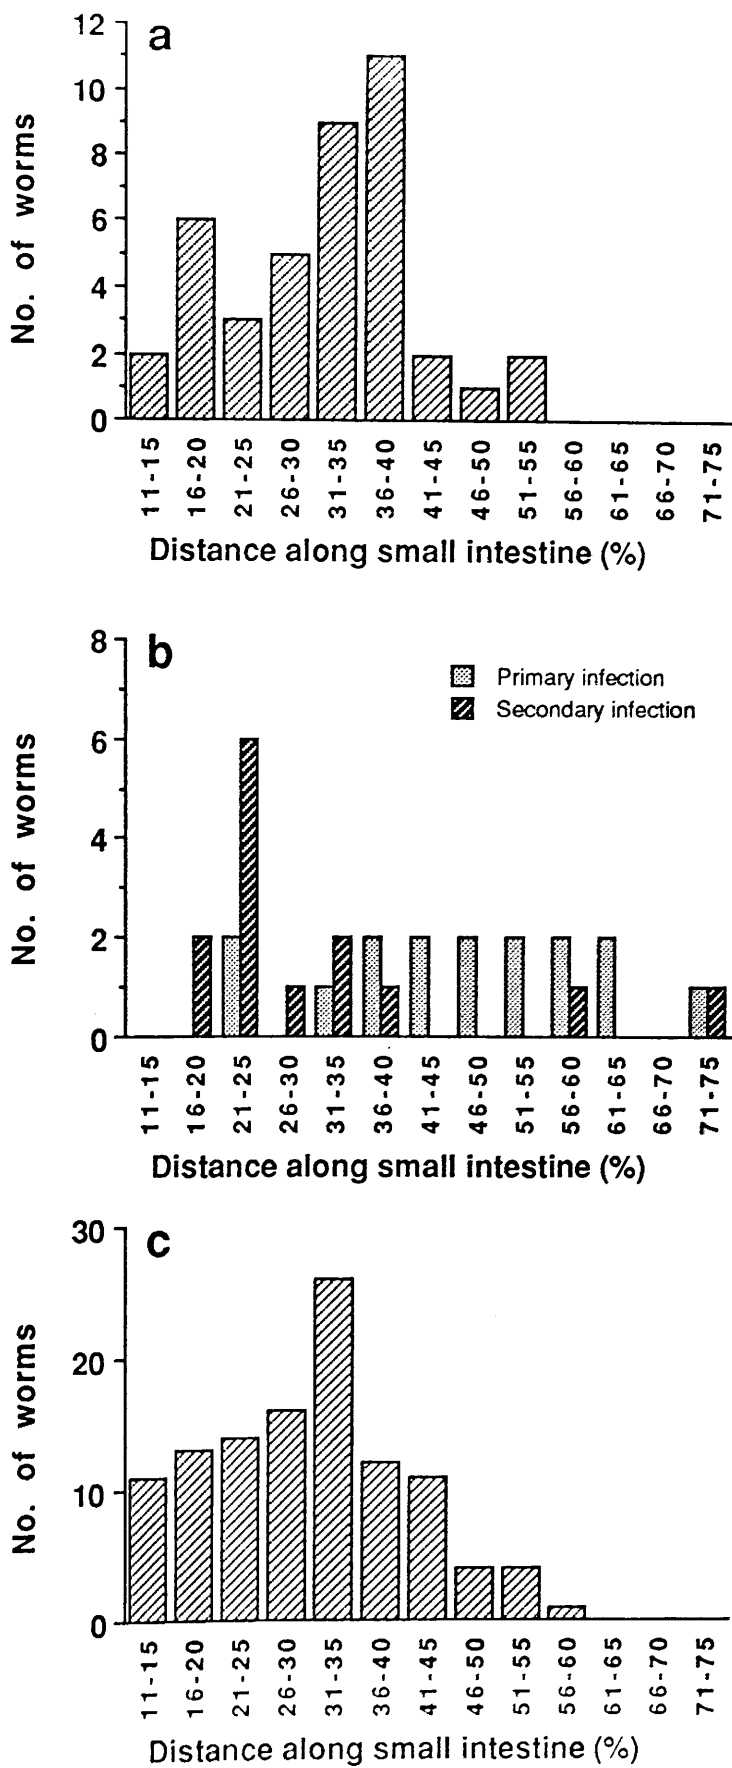 a
12
10
8
6
4
2
0
No. of worms
11-15 16-20 21-25 26-30 31-35 36-40 41-45 46-50 51-55 56-60 61-65 66-70 71-75
Distance along small intestine (%)
b
8
6
4
2
0
No. of worms
Primary infection
Secondary infection
11-15 16-20 21-25 26-30 31-35 36-40 41-45 46-50 51-55 56-60 61-65 66-70 71-75
Distance along small intestine (%)
c
30
20
10
0
No. of worms
11-15 16-20 21-25 26-30 31-35 36-40 41-45 46-50 51-55 56-60 61-65 66-70 71-75
Distance along small intestine (%)